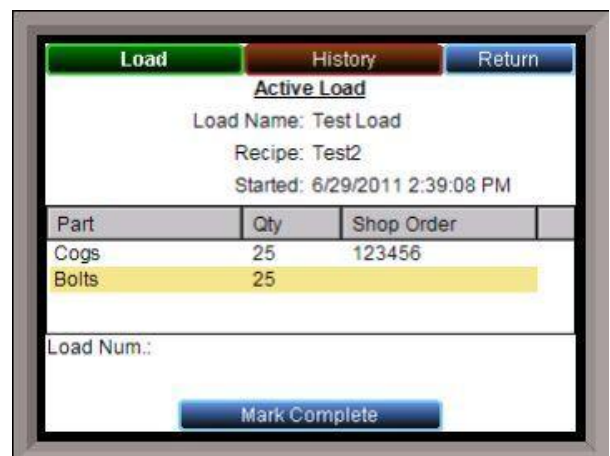 Load History Return
Active Load
Load Name: Test Load
Recipe: Test2
Started: 6/29/2011 2:39:08 PM
Part Qty Shop Order
Cogs 25 123456
Bolts 25
Load Num.:
Mark Complete